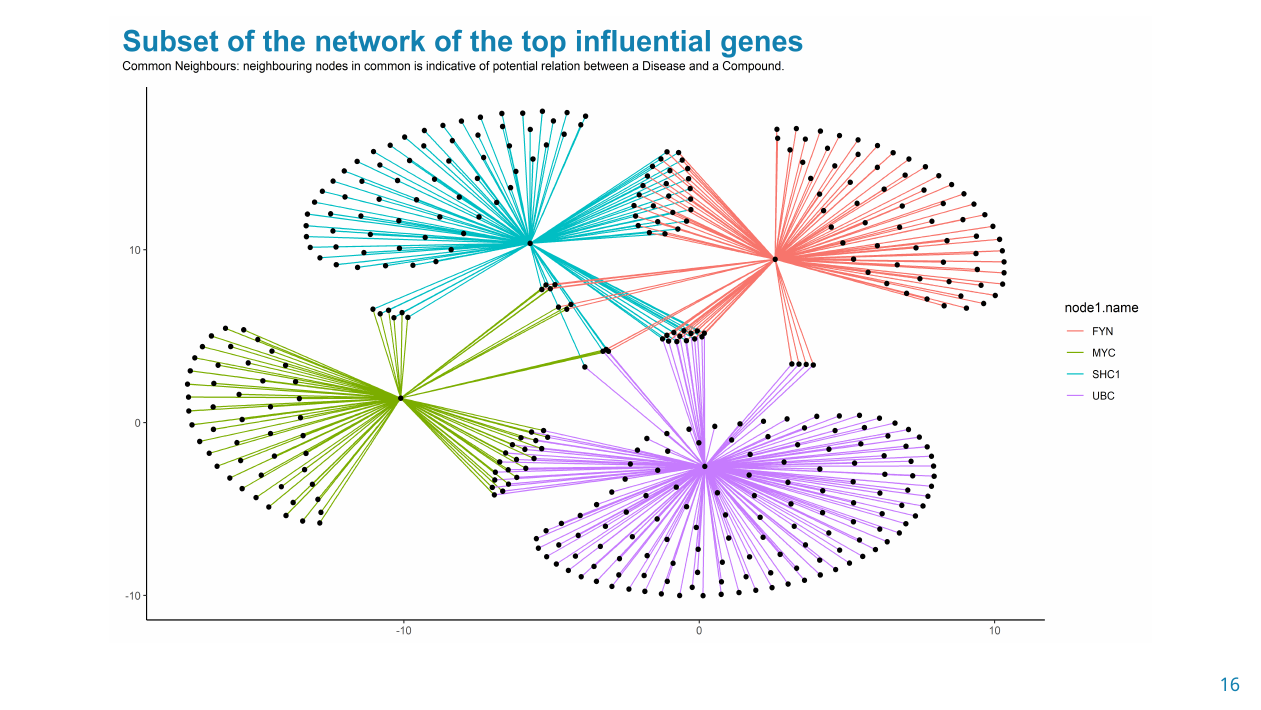 Subset of the network of the top influential genes
Common Neighbours: neighbouring nodes in common is indicative of potential relation between a Disease and a Compound.
10
0
-10
-10
0
10
node1.name
FYN
MYC
SHC1
UBC
16